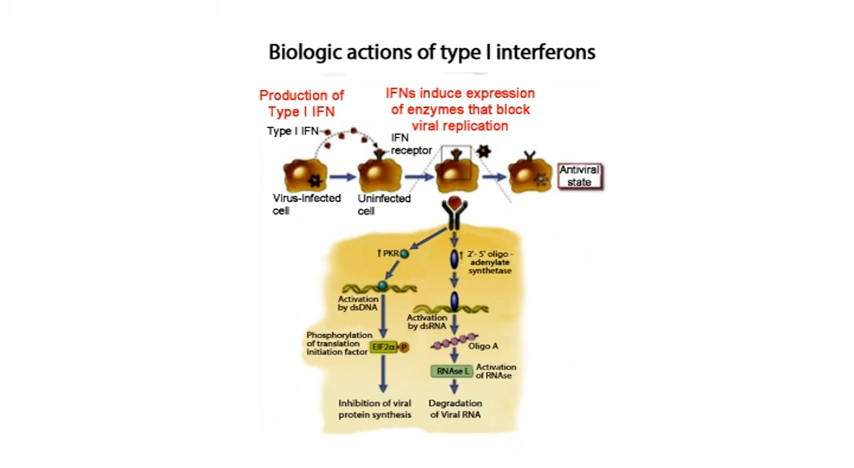 Biologic actions of type I interferons
Production of
Type I IFN
IFNs induce expression
of enzymes that block
viral replication
Type I IFN
IFN
receptor
Antiviral
state
Virus-Infected
cell
Uninfected
cell
↑PKR
↑ 2'- 5' oligo -
adenylate
synthetase
Activation
by dsDNA
Activation
by dsRNA
Phosphorylation
of translation
initiation factor
EIF2α
P
Oligo A
RNAse L
Activation
of RNAse
Inhibition of viral
protein synthesis
Degradation
of Viral RNA